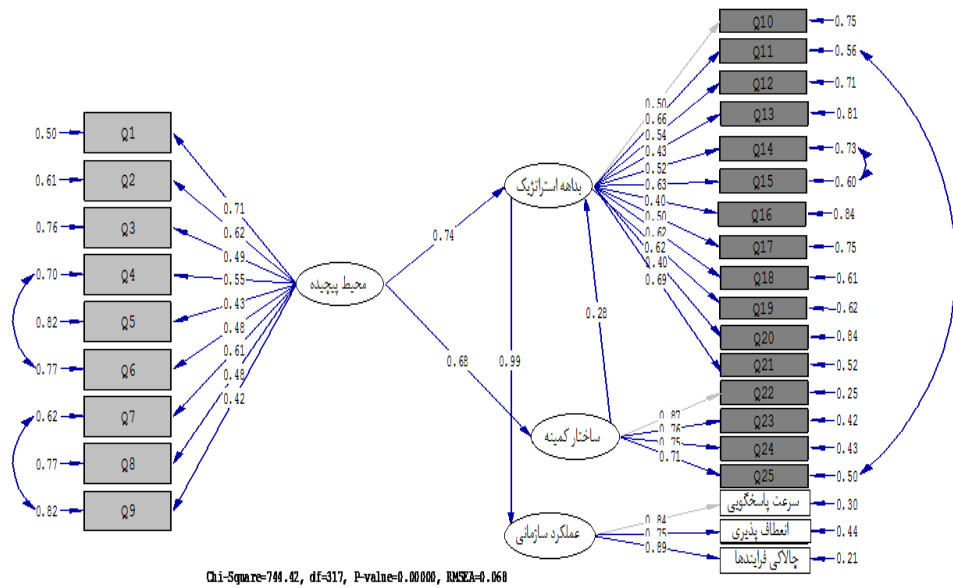 0.50 Q1
0.61 Q2
0.76 Q3
0.70 Q4
0.82 Q5
0.77 Q6
0.62 Q7
0.77 Q8
0.82 Q9
0.71
0.62
0.49
0.55
0.43
0.48
0.61
0.48
0.42
محیط پیچیده
0.74
0.68
بداهه استراتژیک
0.28
0.99
ساختار کمینه
عملکرد سازمانی
0.50
0.66
0.54
0.43
0.52
0.63
0.40
0.50
0.62
0.62
0.40
0.69
0.87
0.76
0.75
0.71
0.84
0.75
0.89
Q10 0.75
Q11 0.56
Q12 0.71
Q13 0.81
Q14 0.73
Q15 0.60
Q16 0.84
Q17 0.75
Q18 0.61
Q19 0.62
Q20 0.84
Q21 0.52
Q22 0.25
Q23 0.42
Q24 0.43
Q25 0.50
سرعت پاسخگویی 0.30
انعطاف پذیری 0.44
چالاکی فرایندها 0.21
Chi-Square=744.42, df=317, P-value=0.00000, RMSEA=0.068